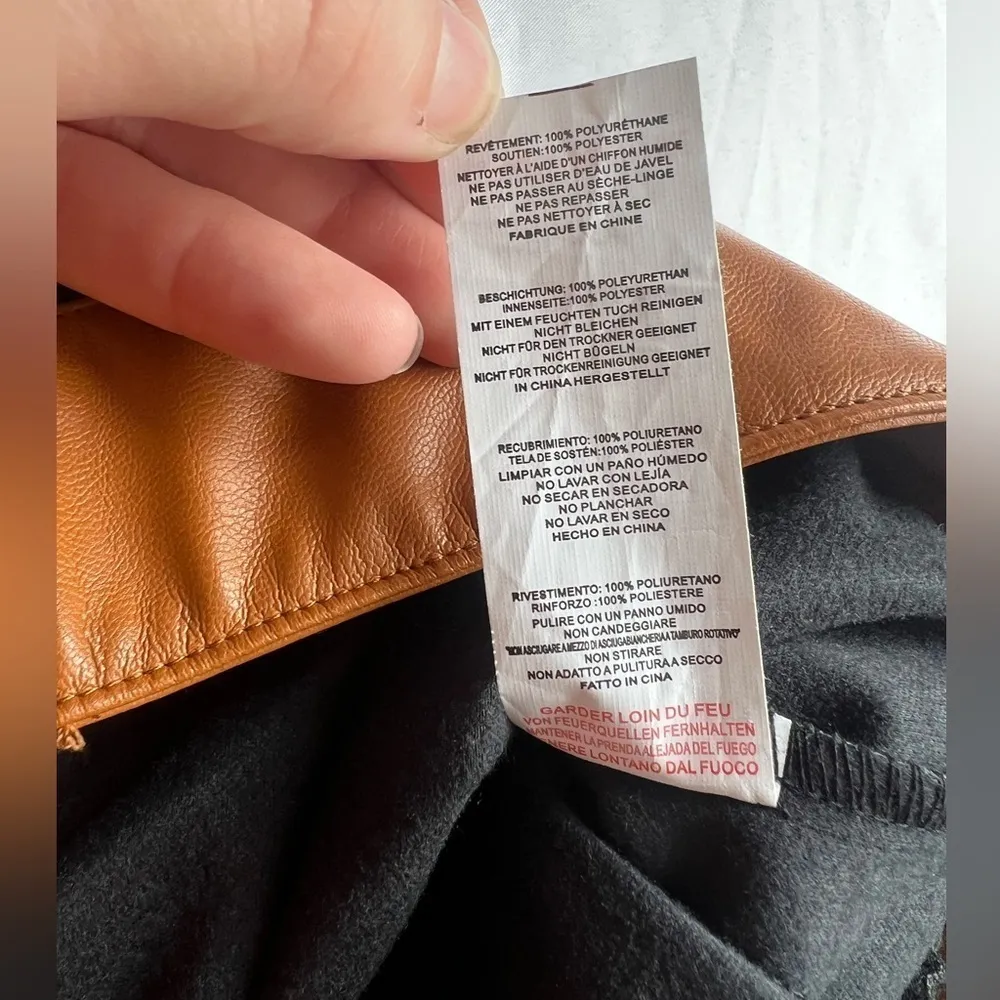 REVÊTEMENT: 100% POLYURÉTHANE
SOUTIEN:100% POLYESTER
NETTOYER À L'AIDE D'UN CHIFFON HUMIDE
NE PAS UTILISER D'EAU DE JAVEL
NE PAS PASSER AU SÈCHE-LINGE
NE PAS REPASSER
NE PAS NETTOYER À SEC
FABRIQUE EN CHINE
BESCHICHTUNG: 100% POLEYURETHAN
INNENSEITE:100% POLYESTER
MIT EINEM FEUCHTEN TUCH REINIGEN
NICHT BLEICHEN
NICHT FÜR DEN TROCKNER GEEIGNET
NICHT BÜGELN
NICHT FÜR TROCKENREINIGUNG GEEIGNET
IN CHINA HERGESTELLT
RECUBRIMIENTO: 100% POLIURETANO
TELA DE SOSTÉN:100% POLIÉSTER
LIMPIAR CON UN PAÑO HÚMEDO
NO LAVAR CON LEJÍA
NO SECAR EN SECADORA
NO PLANCHAR
NO LAVAR EN SECO
HECHO EN CHINA
RIVESTIMENTO: 100% POLIURETANO
RINFORZO :100% POLIESTERE
PULIRE CON UN PANNO UMIDO
NON CANDEGGIARE
"NON ASCIUGARE A MEZZO DI ASCIUGABIANCHERIA A TAMBURO ROTATIVO"
NON STIRARE
NON ADATTO A PULITURA A SECCO
FATTO IN CINA
GARDER LOIN DU FEU
VON FEUERQUELLEN FERNHALTEN
MANTENER LA PRENDA ALEJADA DEL FUEGO
LONTANO DAL FUOCO